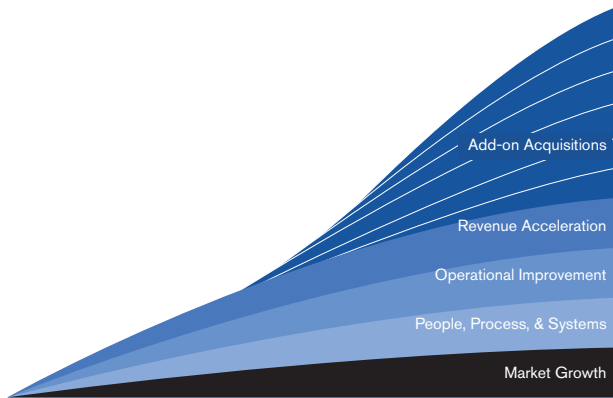 Add-on Acquisitions
Revenue Acceleration
Operational Improvement
People, Process, & Systems
Market Growth